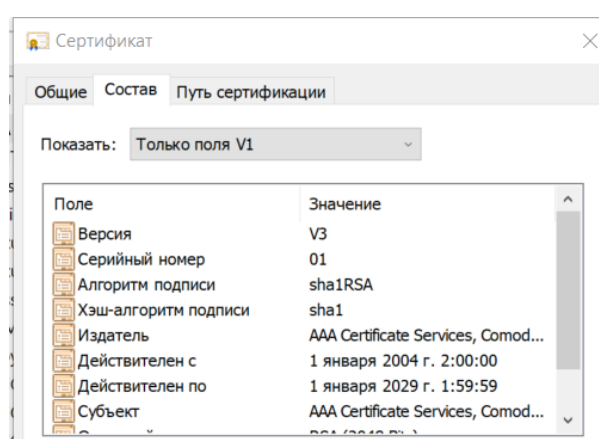 Сертификат
Общие Состав Путь сертификации
Показать: Только поля V1
Поле Значение
Версия V3
Серийный номер 01
Алгоритм подписи sha1RSA
Хэш-алгоритм подписи sha1
Издатель AAA Certificate Services, Comod...
Действителен с 1 января 2004 г. 2:00:00
Действителен по 1 января 2029 г. 1:59:59
Субъект AAA Certificate Services, Comod...